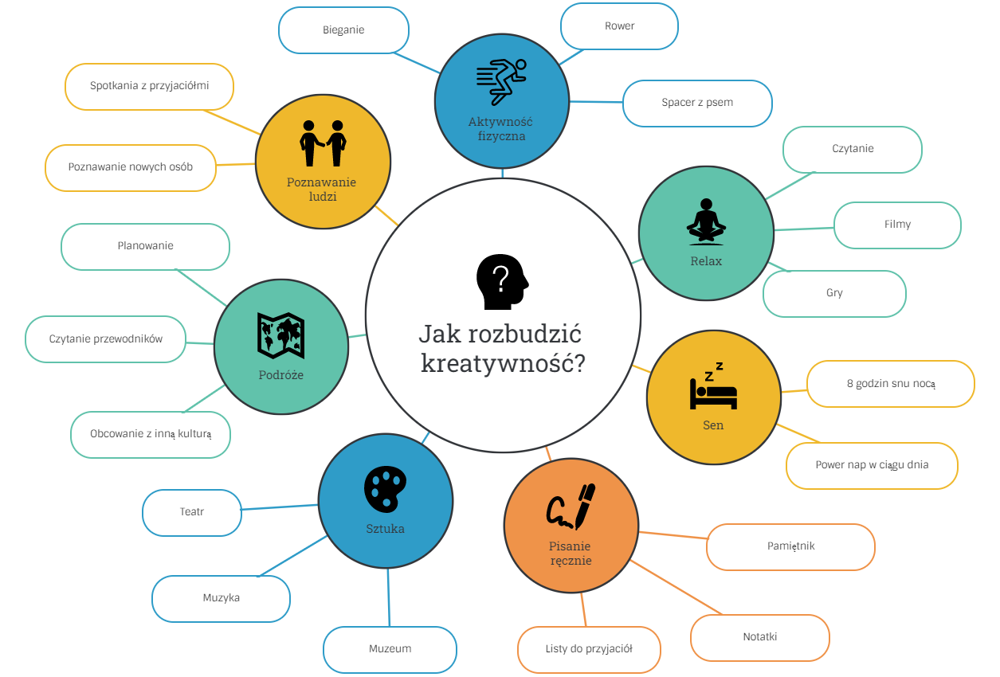 Jak rozbudzić
kreatywność?
Aktywność
fizyczna
Bieganie
Rower
Spacer z psem
Relax
Czytanie
Filmy
Gry
Sen
8 godzin snu nocą
Power nap w ciągu dnia
Pisanie
ręcznie
Pamiętnik
Notatki
Listy do przyjaciół
Sztuka
Teatr
Muzyka
Muzeum
Podróże
Planowanie
Czytanie przewodników
Obcowanie z inną kulturą
Poznawanie
ludzi
Spotkania z przyjaciółmi
Poznawanie nowych osób